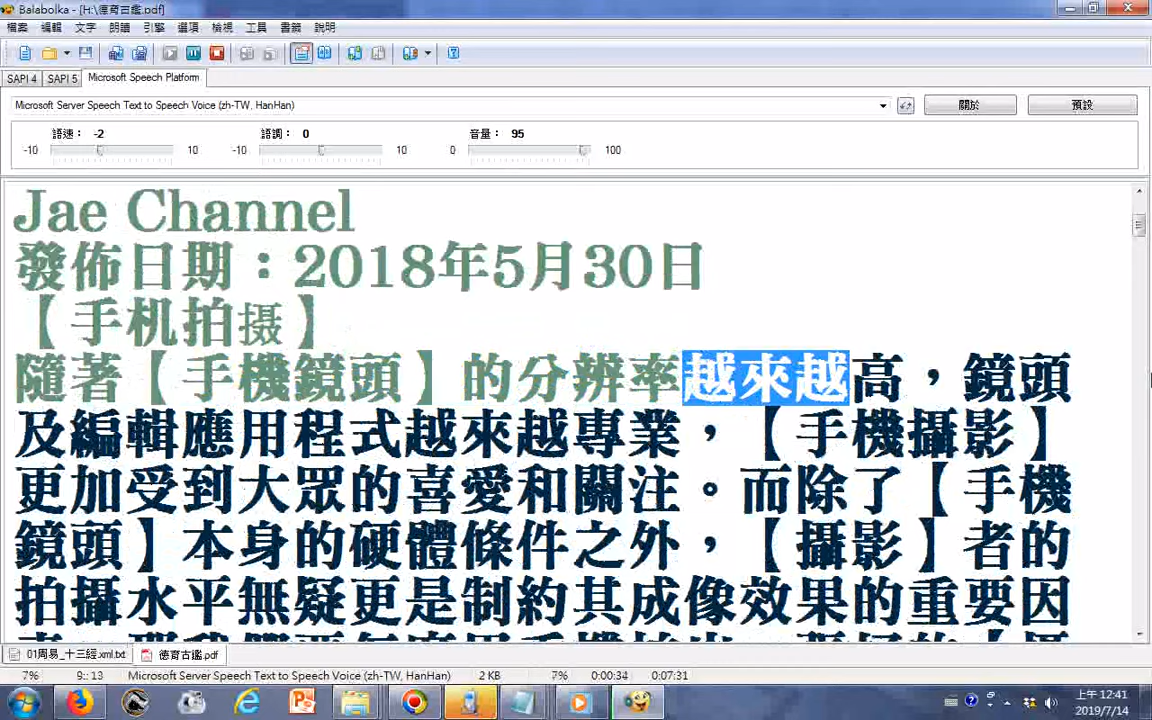 Balabolka - [H:\德育古鑑.pdf]
檔案 編輯 文字 朗讀 引擎 選項 檢視 工具 書籤 說明
SAPI 4 SAPI 5 Microsoft Speech Platform
Microsoft Server Speech Text to Speech Voice (zh-TW, HanHan) 關於 預設
語速： -2 語調： 0 音量： 95
-10 10 -10 10 0 100
Jae Channel
發佈日期：2018年5月30日
【手机拍摄】
隨著【手機鏡頭】的分辨率越來越高，鏡頭
及編輯應用程式越來越專業，【手機攝影】
更加受到大眾的喜愛和關注。而除了【手機
鏡頭】本身的硬體條件之外，【攝影】者的
拍攝水平無疑更是制約其成像效果的重要因
01周易_十三經.xml.txt 德育古鑑.pdf
7% 9:: 13 Microsoft Server Speech Text to Speech Voice (zh-TW, HanHan) 2 KB 7% 0:00:34 0:07:31
上午 12:41
2019/7/14